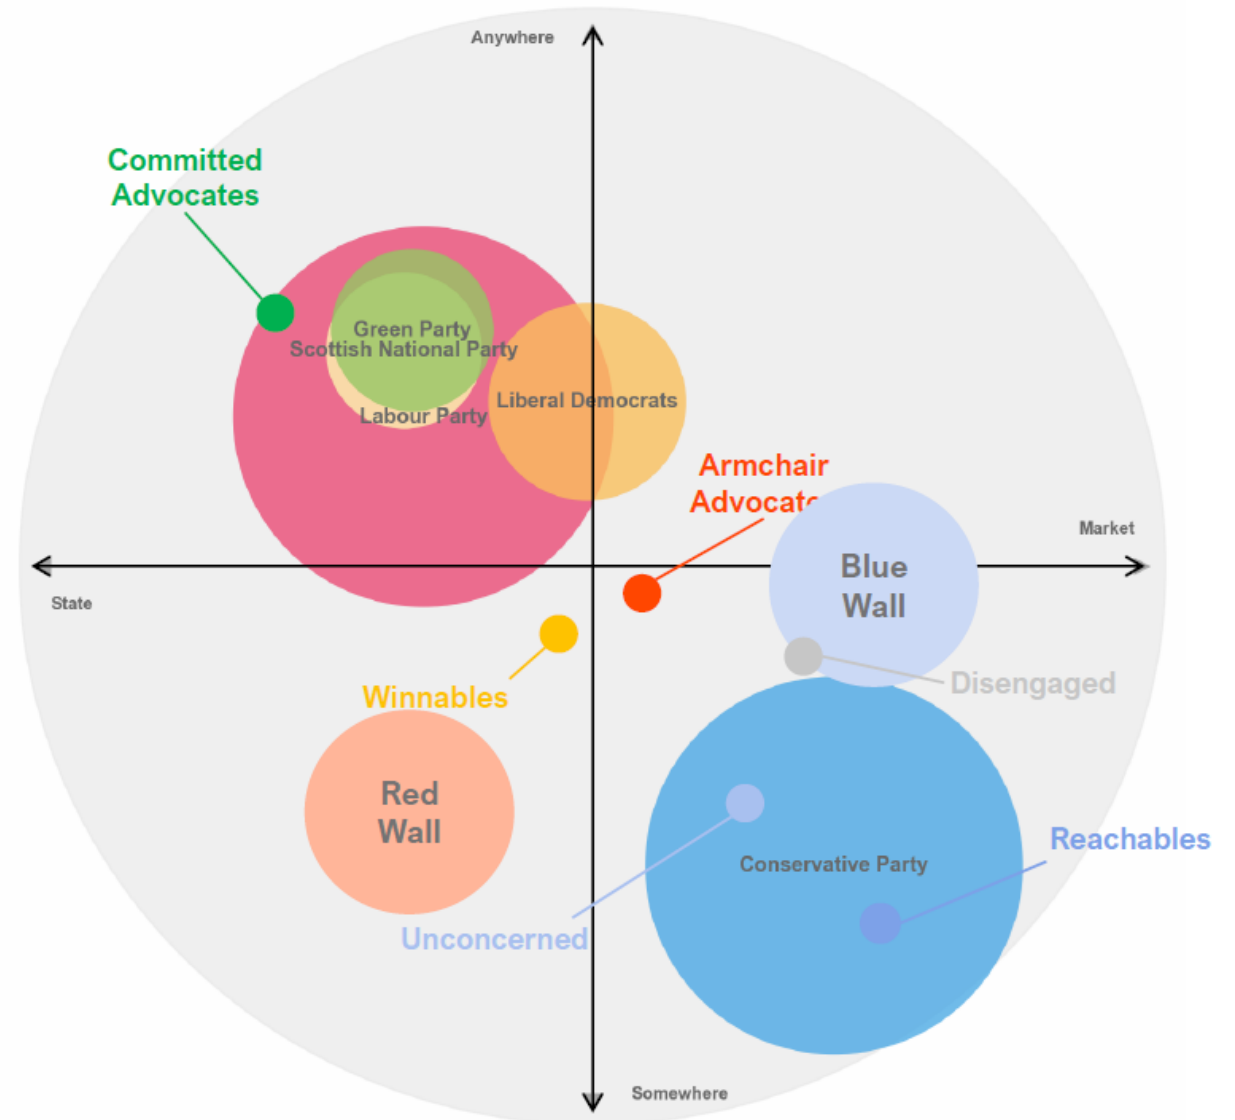 Anywhere
Committed
Advocates
Green Party
Scottish National Party
Liberal Democrats
Labour Party
Armchair
Market
Blue
Wall
State
Winnables
Disengaged
Red
Wall
Reachables
Conservative Party
Unconcerned
Somewhere